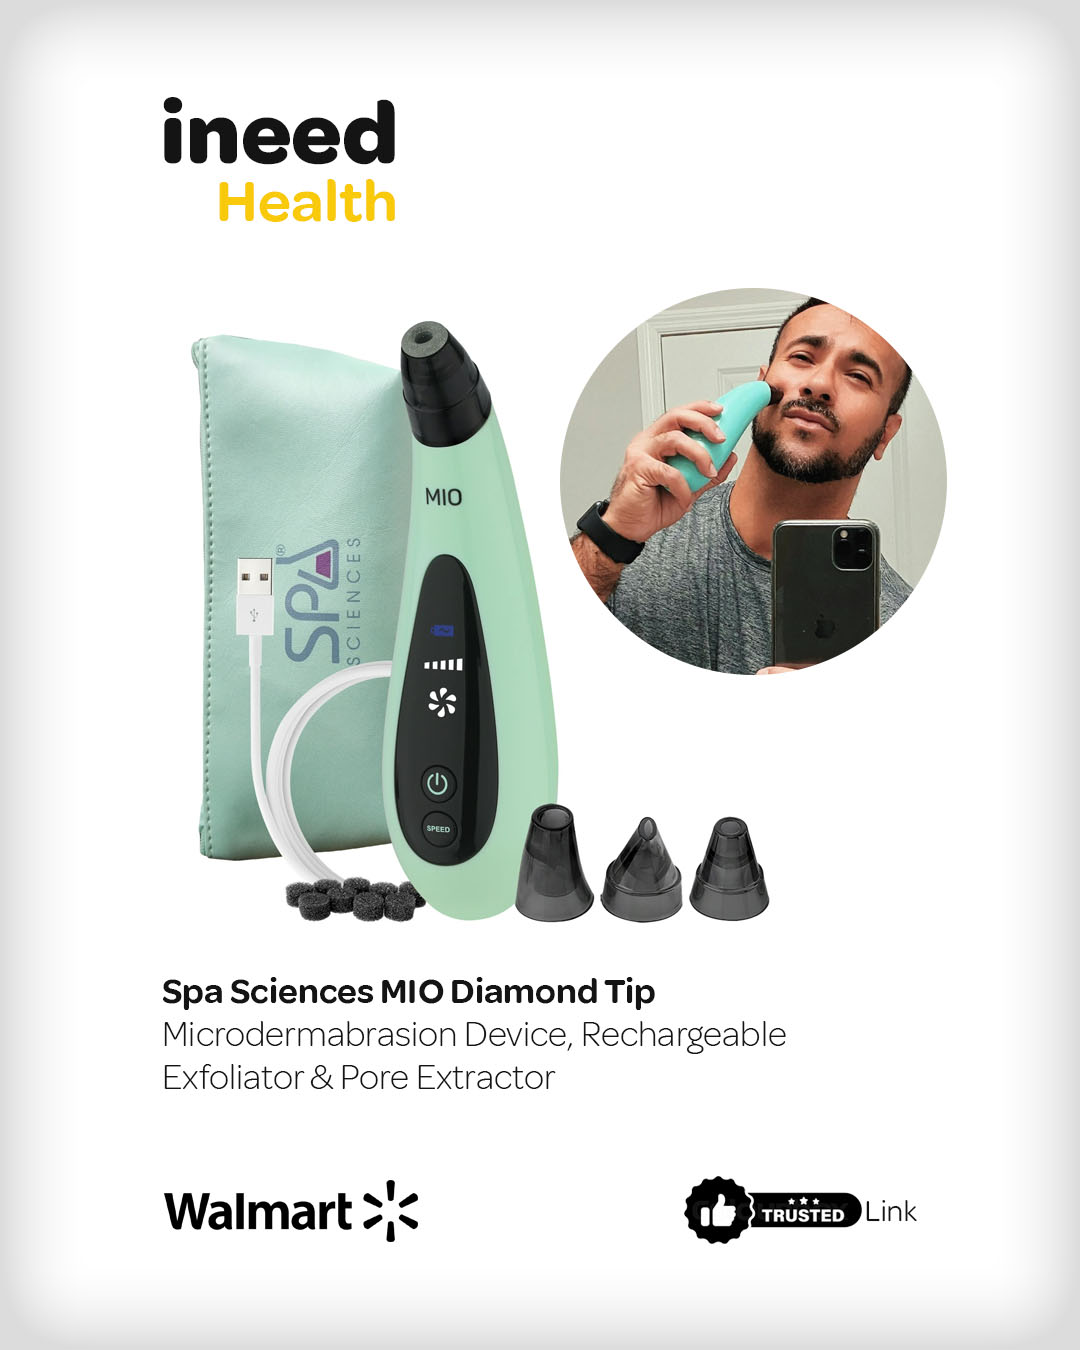 ineed
Health
SPA®
SCIENCES
MIO
SPEED
Spa Sciences MIO Diamond Tip
Microdermabrasion Device, Rechargeable
Exfoliator & Pore Extractor
Walmart
TRUSTED Link